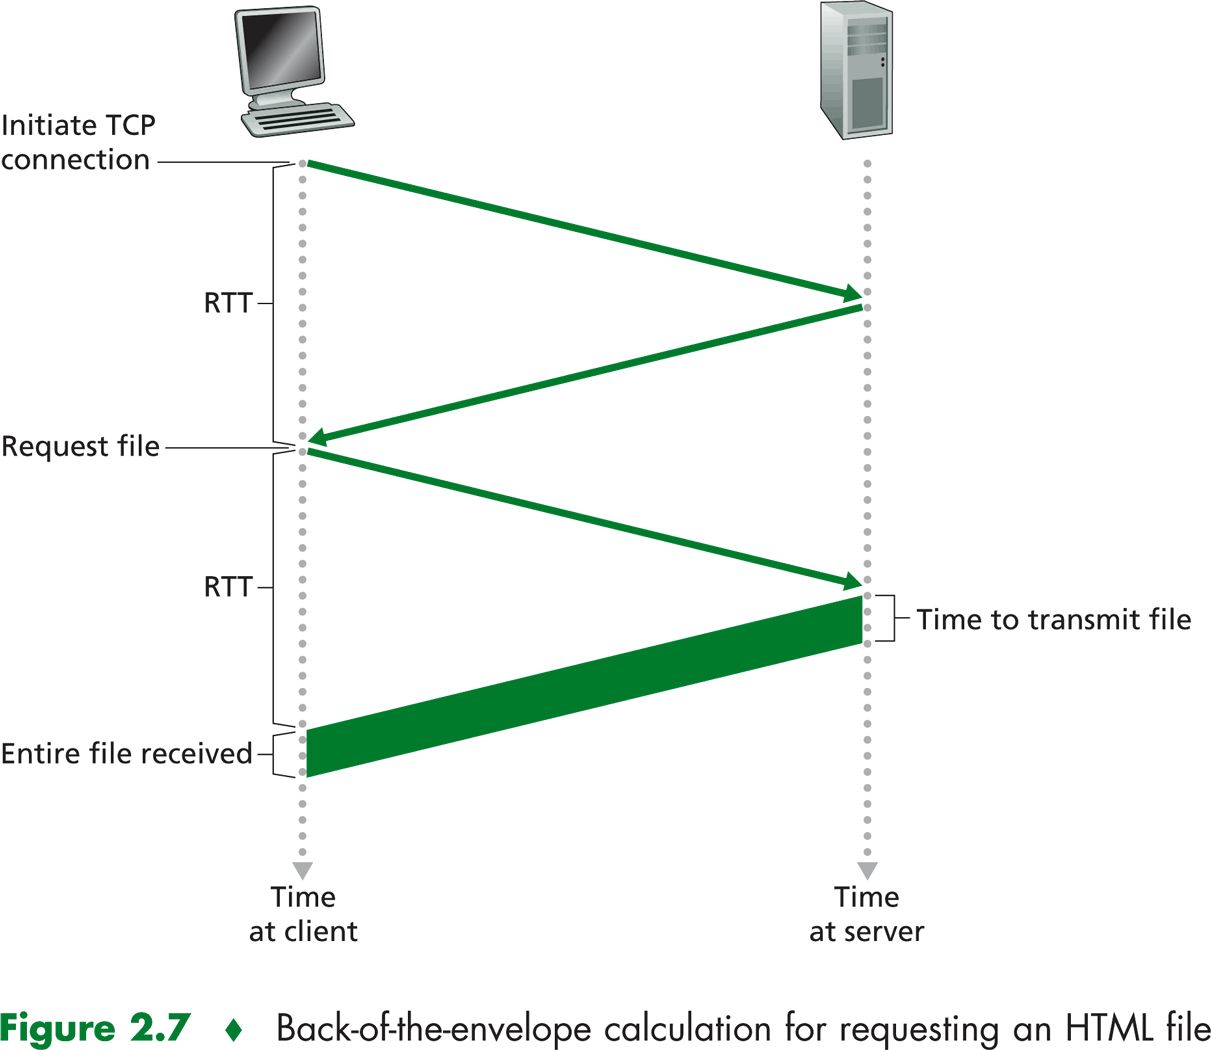 Initiate TCP
connection
RTT
Request file
RTT
Time to transmit file
Entire file received
Time
at client
Time
at server
Figure 2.7 ♦ Back-of-the-envelope calculation for requesting an HTML file